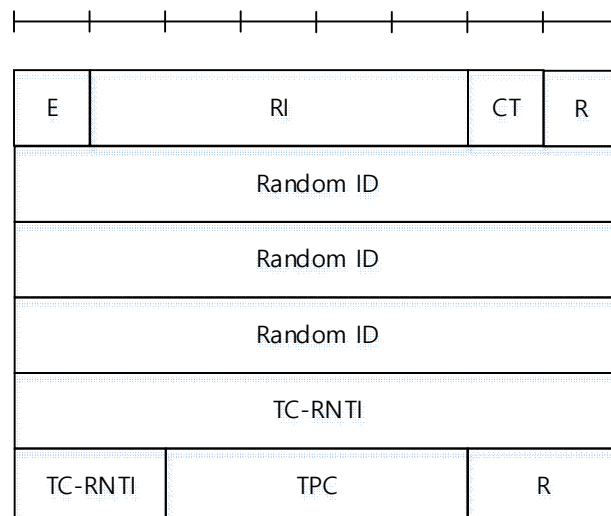 E RI CT R
Random ID
Random ID
Random ID
TC-RNTI
TC-RNTI TPC R